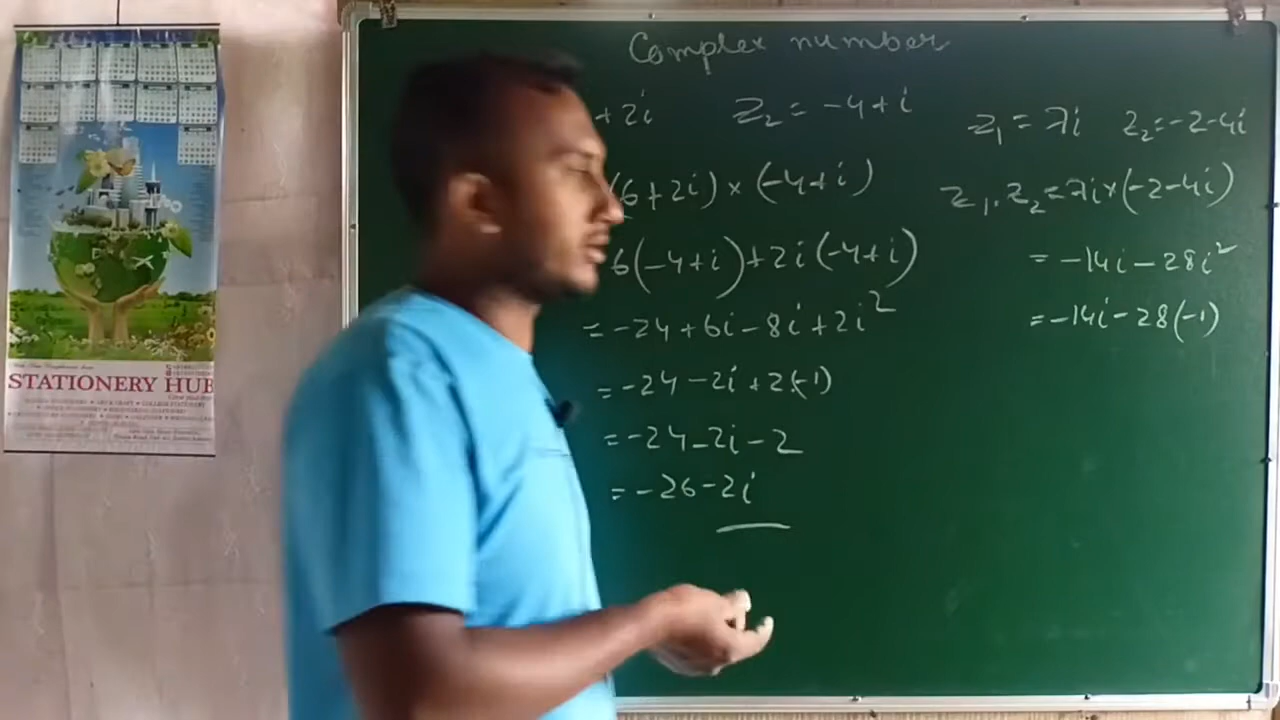 Complex number
+2i z₂ = -4+i
(6+2i)×(-4+i)
6(-4+i)+2i(-4+i)
=-24+6i-8i+2i²
=-24-2i+2(-1)
=-24-2i-2
=-26-2i
z₁=7i z₂=-2-4i
z₁.z₂=7i×(-2-4i)
=-14i-28i²
=-14i-28(-1)
STATIONERY HUB